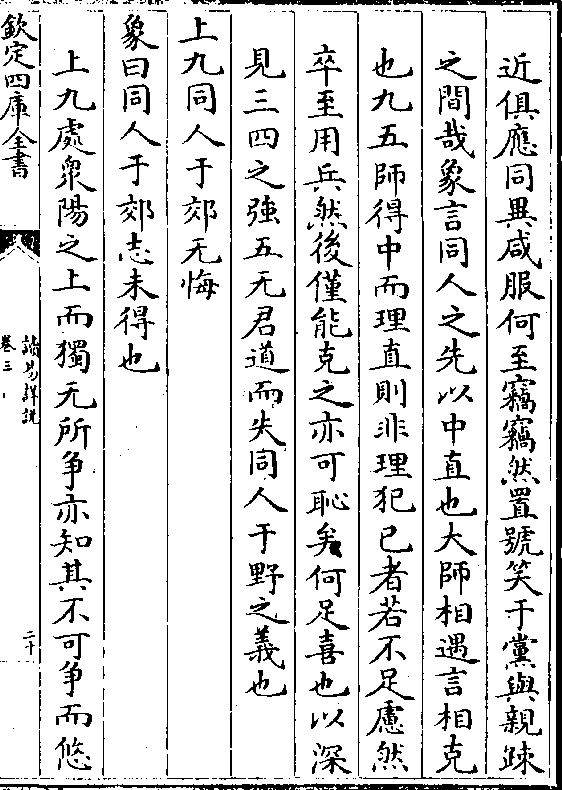 近俱應同異咸服何至竊竊然置號笑于黨與親疎
之間哉象言同人之先以中直也大師相遇言相克
也九五師得中而理直則非理犯已者若不足慮然
卒至用兵然後僅能克之亦可恥矣何足喜也以深
見三四之強五无君道而失同人于野之義也
上九同人于郊无悔
象曰同人于郊志未得也
上九處衆陽之上而獨无所争亦知其不可争而悠
欽定四庫全書
讀易詳說
卷三
二十